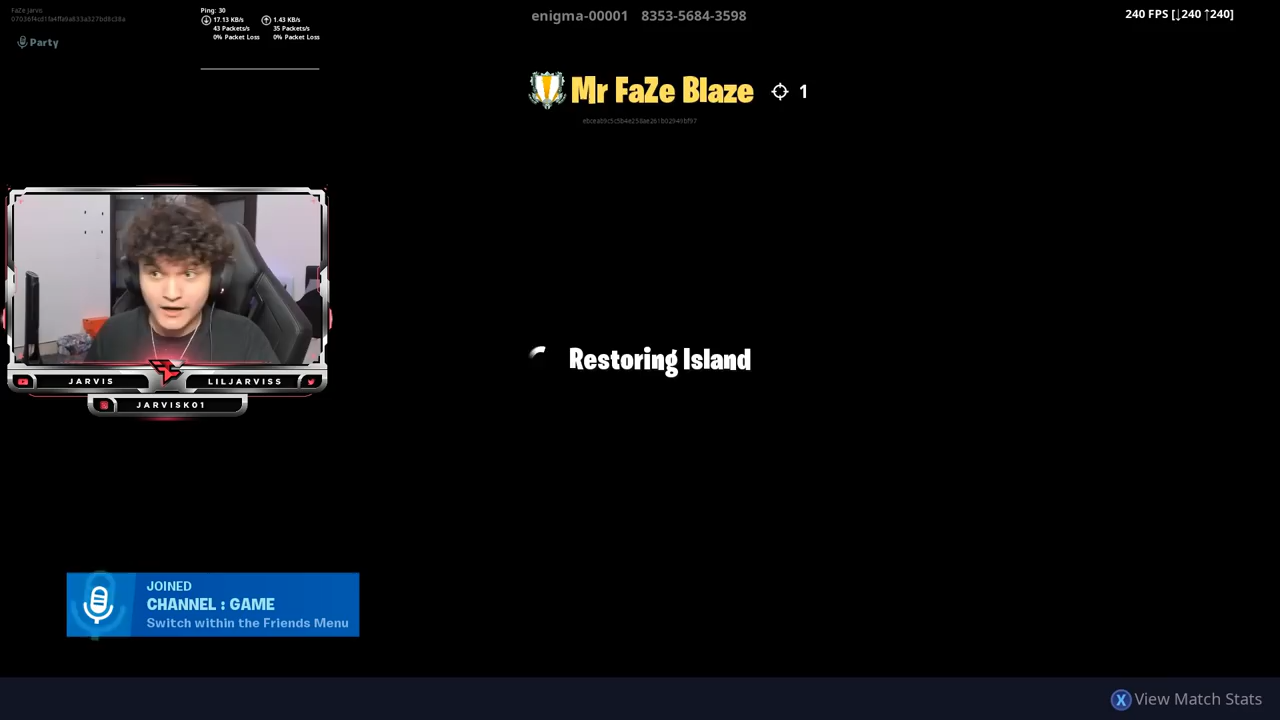 FaZe Jarvis
Party
Ping: 30
17.13 KB/s
1.43 KB/s
43 Packets/s
35 Packets/s
0% Packet Loss
0% Packet Loss
enigma-00001 8353-5684-3598
240 FPS [↓240 ↑240]
Mr FaZe Blaze 1
Restoring Island
JARVIS
LILJARVISS
JARVISK01
JOINED
CHANNEL : GAME
Switch within the Friends Menu
X View Match Stats